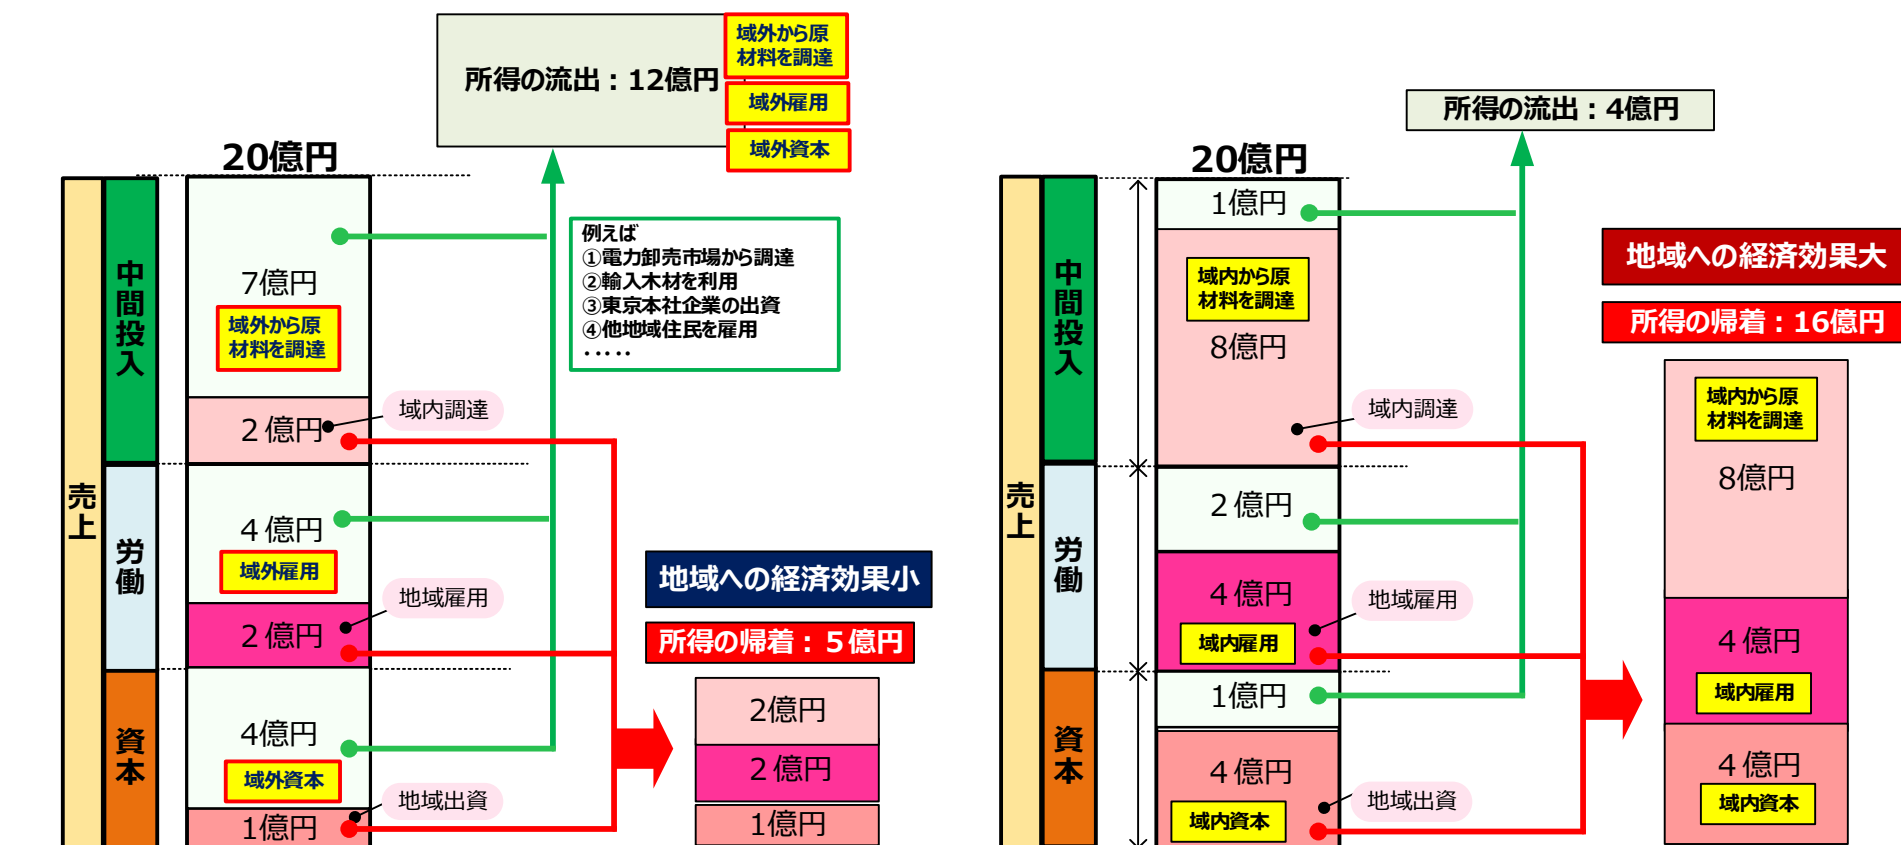 所得の流出：12億円
域外から原
材料を調達
域外雇用
域外資本
20億円
売上
中間投入
7億円
域外から原
材料を調達
例えば
①電力卸売市場から調達
②輸入木材を利用
③東京本社企業の出資
④他地域住民を雇用
・・・・・
２億円
域内調達
労働
４億円
域外雇用
２億円
地域雇用
資本
4億円
域外資本
1億円
地域出資
地域への経済効果小
所得の帰着：５億円
2億円
２億円
1億円
所得の流出：4億円
20億円
売上
中間投入
1億円
域内から原
材料を調達
8億円
域内調達
労働
２億円
４億円
域内雇用
地域雇用
資本
1億円
４億円
域内資本
地域出資
地域への経済効果大
所得の帰着：16億円
域内から原
材料を調達
8億円
４億円
域内雇用
４億円
域内資本